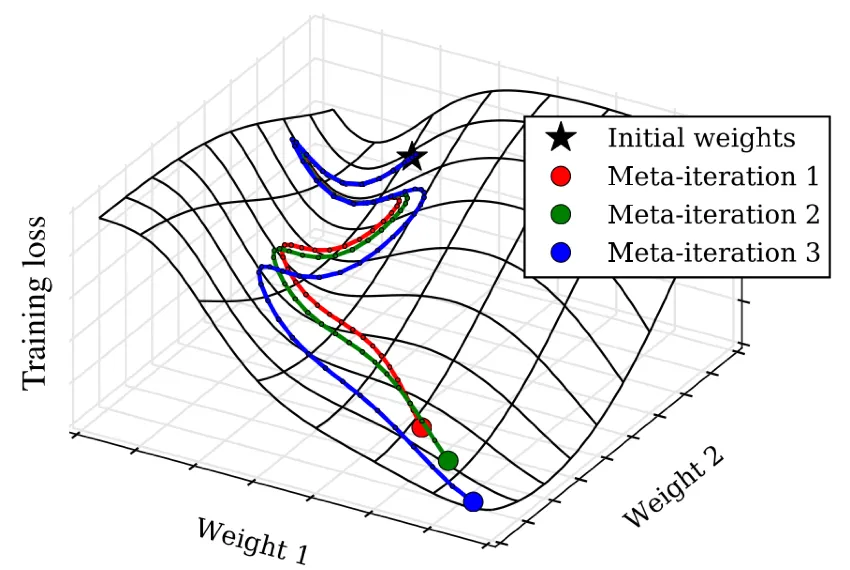 Initial weights
Meta-iteration 1
Meta-iteration 2
Meta-iteration 3
Training loss
Weight 1
Weight 2